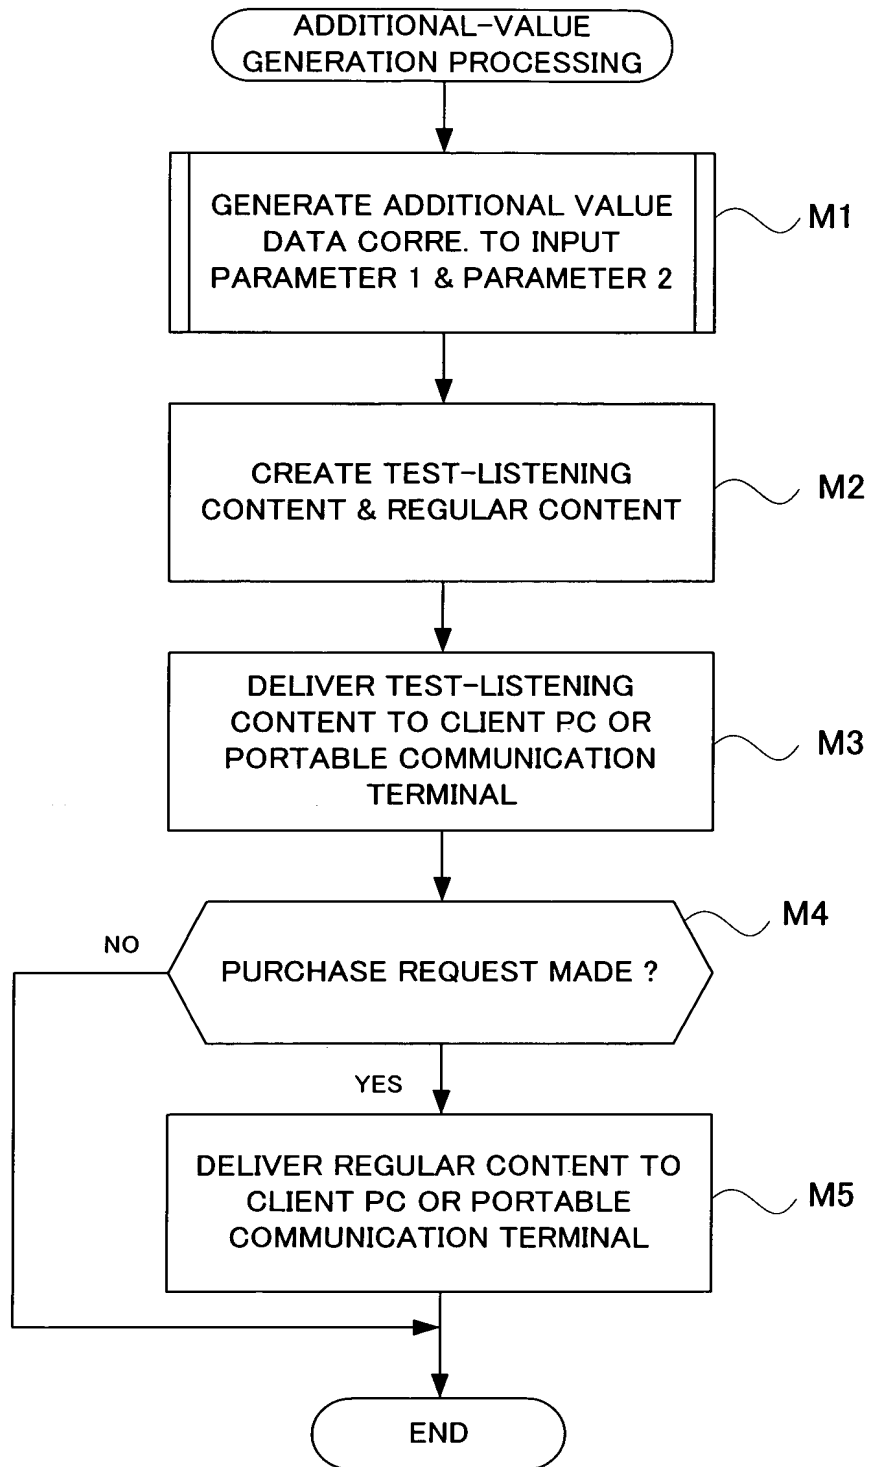 ADDITIONAL-VALUE
GENERATION PROCESSING
GENERATE ADDITIONAL VALUE
DATA CORRE. TO INPUT
PARAMETER 1 & PARAMETER 2
M1
CREATE TEST-LISTENING
CONTENT & REGULAR CONTENT
M2
DELIVER TEST-LISTENING
CONTENT TO CLIENT PC OR
PORTABLE COMMUNICATION
TERMINAL
M3
PURCHASE REQUEST MADE ?
M4
NO
YES
DELIVER REGULAR CONTENT TO
CLIENT PC OR PORTABLE
COMMUNICATION TERMINAL
M5
END